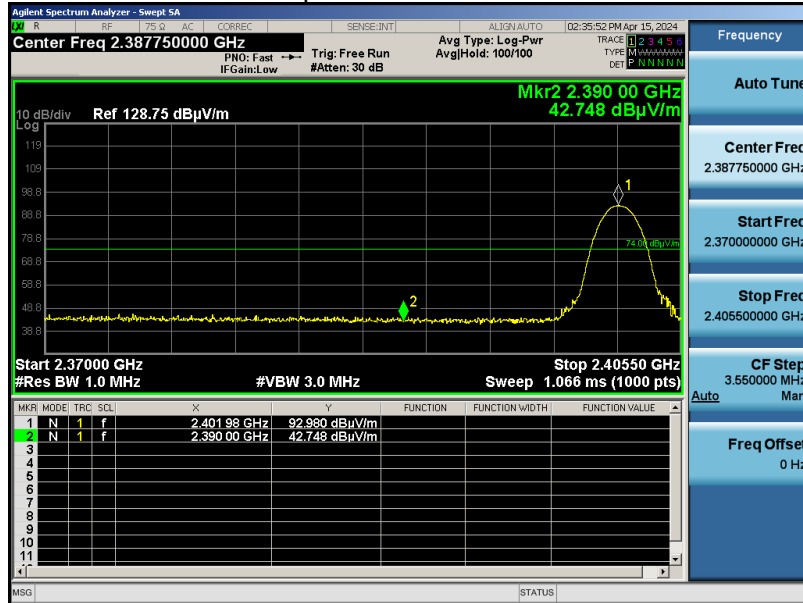 Agilent Spectrum Analyzer - Swept SA
LXI R RF 75 Ω AC CORREC SENSE:INT ALIGN AUTO 02:35:52 PM Apr 15, 2024
Center Freq 2.387750000 GHz
PNO: Fast
IFGain:Low
Trig: Free Run
#Atten: 30 dB
Avg Type: Log-Pwr
Avg|Hold: 100/100
TRACE 1 2 3 4 5 6
TYPE M
DET P N N N N N
Mkr2 2.390 00 GHz
42.748 dBµV/m
10 dB/div Ref 128.75 dBµV/m
Log
119
109
98.8
88.8
78.8
68.8
58.8
48.8
38.8
1
2
74.00 dBµV/m
Start 2.37000 GHz Stop 2.40550 GHz
#Res BW 1.0 MHz #VBW 3.0 MHz Sweep 1.066 ms (1000 pts)
MKR MODE TRC SCL X Y FUNCTION FUNCTION WIDTH FUNCTION VALUE
1 N 1 f 2.401 98 GHz 92.980 dBµV/m
2 N 1 f 2.390 00 GHz 42.748 dBµV/m
3
4
5
6
7
8
9
10
11
MSG STATUS
Frequency
Auto Tune
Center Freq
2.387750000 GHz
Start Freq
2.370000000 GHz
Stop Freq
2.405500000 GHz
CF Step
3.550000 MHz
Auto Man
Freq Offset
0 Hz